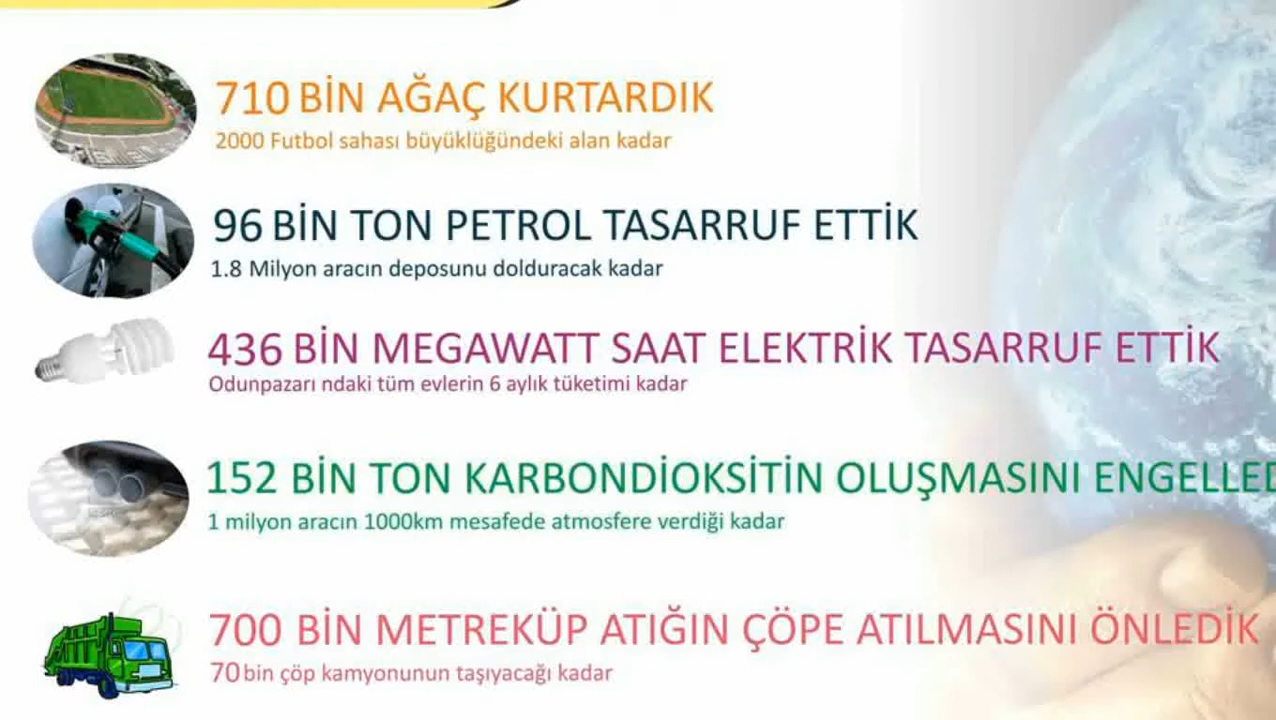 710 BİN AĞAÇ KURTARDIK
2000 Futbol sahası büyüklüğündeki alan kadar
96 BİN TON PETROL TASARRUF ETTİK
1.8 Milyon aracın deposunu dolduracak kadar
436 BİN MEGAWATT SAAT ELEKTRİK TASARRUF ETTİK
Odunpazarı ndaki tüm evlerin 6 aylık tüketimi kadar
152 BİN TON KARBONDİOKSİTİN OLUŞMASINI ENGELLED
1 milyon aracın 1000km mesafede atmosfere verdiği kadar
700 BİN METREKÜP ATIĞIN ÇÖPE ATILMASINI ÖNLEDİK
70 bin çöp kamyonunun taşıyacağı kadar